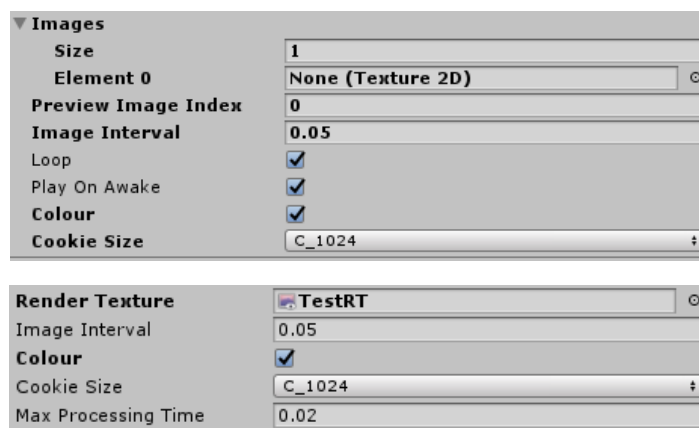 Images
Size 1
Element 0 None (Texture 2D)
Preview Image Index 0
Image Interval 0.05
Loop
Play On Awake
Colour
Cookie Size C_1024
Render Texture TestRT
Image Interval 0.05
Colour
Cookie Size C_1024
Max Processing Time 0.02